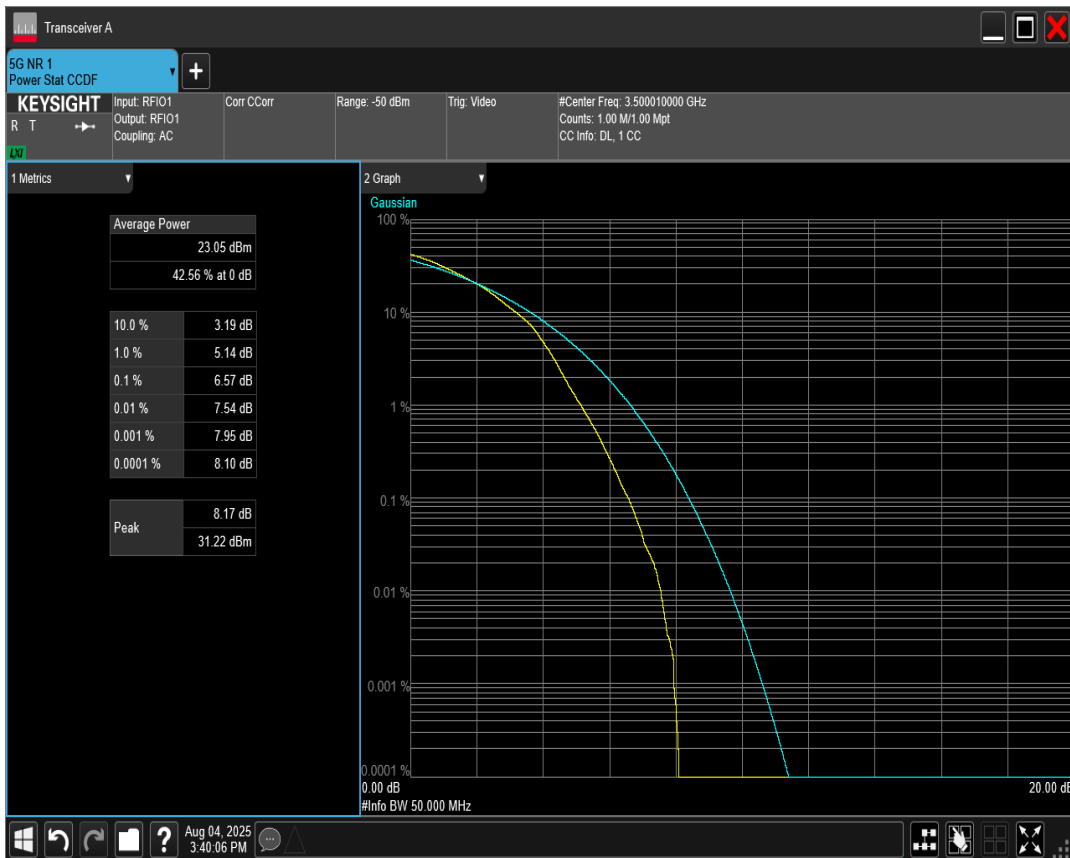 Transceiver A
5G NR 1
Power Stat CCDF
KEYSIGHT
R T
LXI
Input: RFIO1
Output: RFIO1
Coupling: AC
Corr CCorr
Range: -50 dBm
Trig: Video
#Center Freq: 3.500010000 GHz
Counts: 1.00 M/1.00 Mpt
CC Info: DL, 1 CC
1 Metrics
Average Power
23.05 dBm
42.56 % at 0 dB
10.0 % 3.19 dB
1.0 % 5.14 dB
0.1 % 6.57 dB
0.01 % 7.54 dB
0.001 % 7.95 dB
0.0001 % 8.10 dB
Peak
8.17 dB
31.22 dBm
2 Graph
Gaussian
100 %
10 %
1 %
0.1 %
0.01 %
0.001 %
0.0001 %
0.00 dB 20.00 dB
#Info BW 50.000 MHz
?
Aug 04, 2025
3:40:06 PM